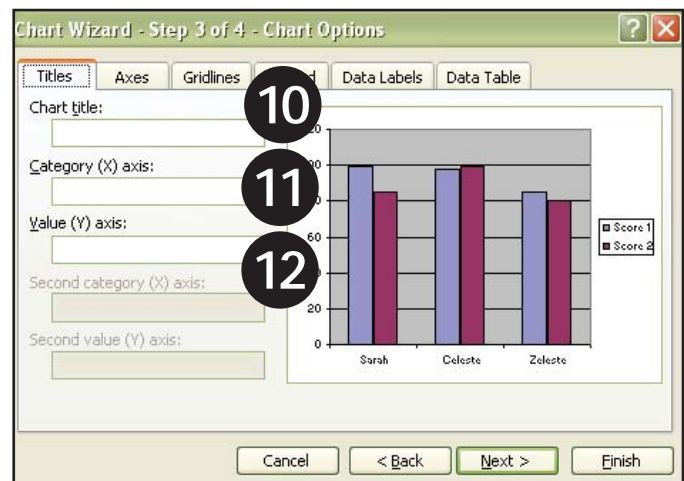 Chart Wizard - Step 3 of 4 - Chart Options
Titles Axes Gridlines Data Labels Data Table
Chart title:
10
Category (X) axis:
11
Value (Y) axis:
12
Second category (X) axis:
Second value (Y) axis:
60
20
0
Sarah Celeste Zeleste
Score 1
Score 2
Cancel < Back Next > Finish